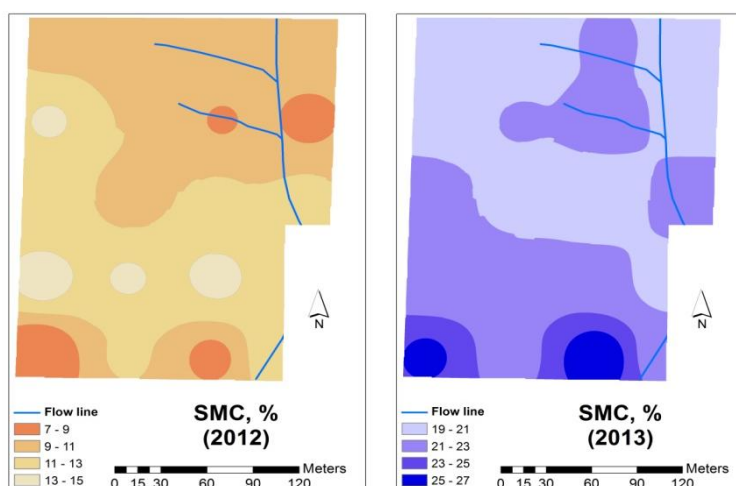 N
Flow line
7 - 9
9 - 11
11 - 13
13 - 15
SMC, %
(2012)
Meters
0 15 30 60 90 120
N
Flow line
19 - 21
21 - 23
23 - 25
25 - 27
SMC, %
(2013)
Meters
0 15 30 60 90 120